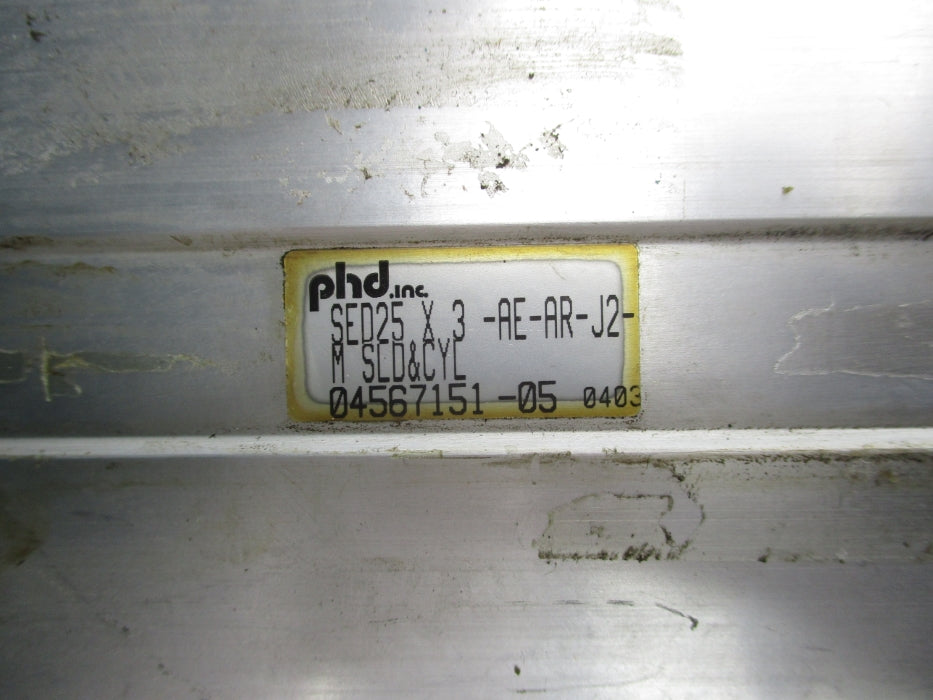 phd.inc.
SED25 X 3 -AE-AR-J2-
M SLD&CYL
04567151 -05 0403